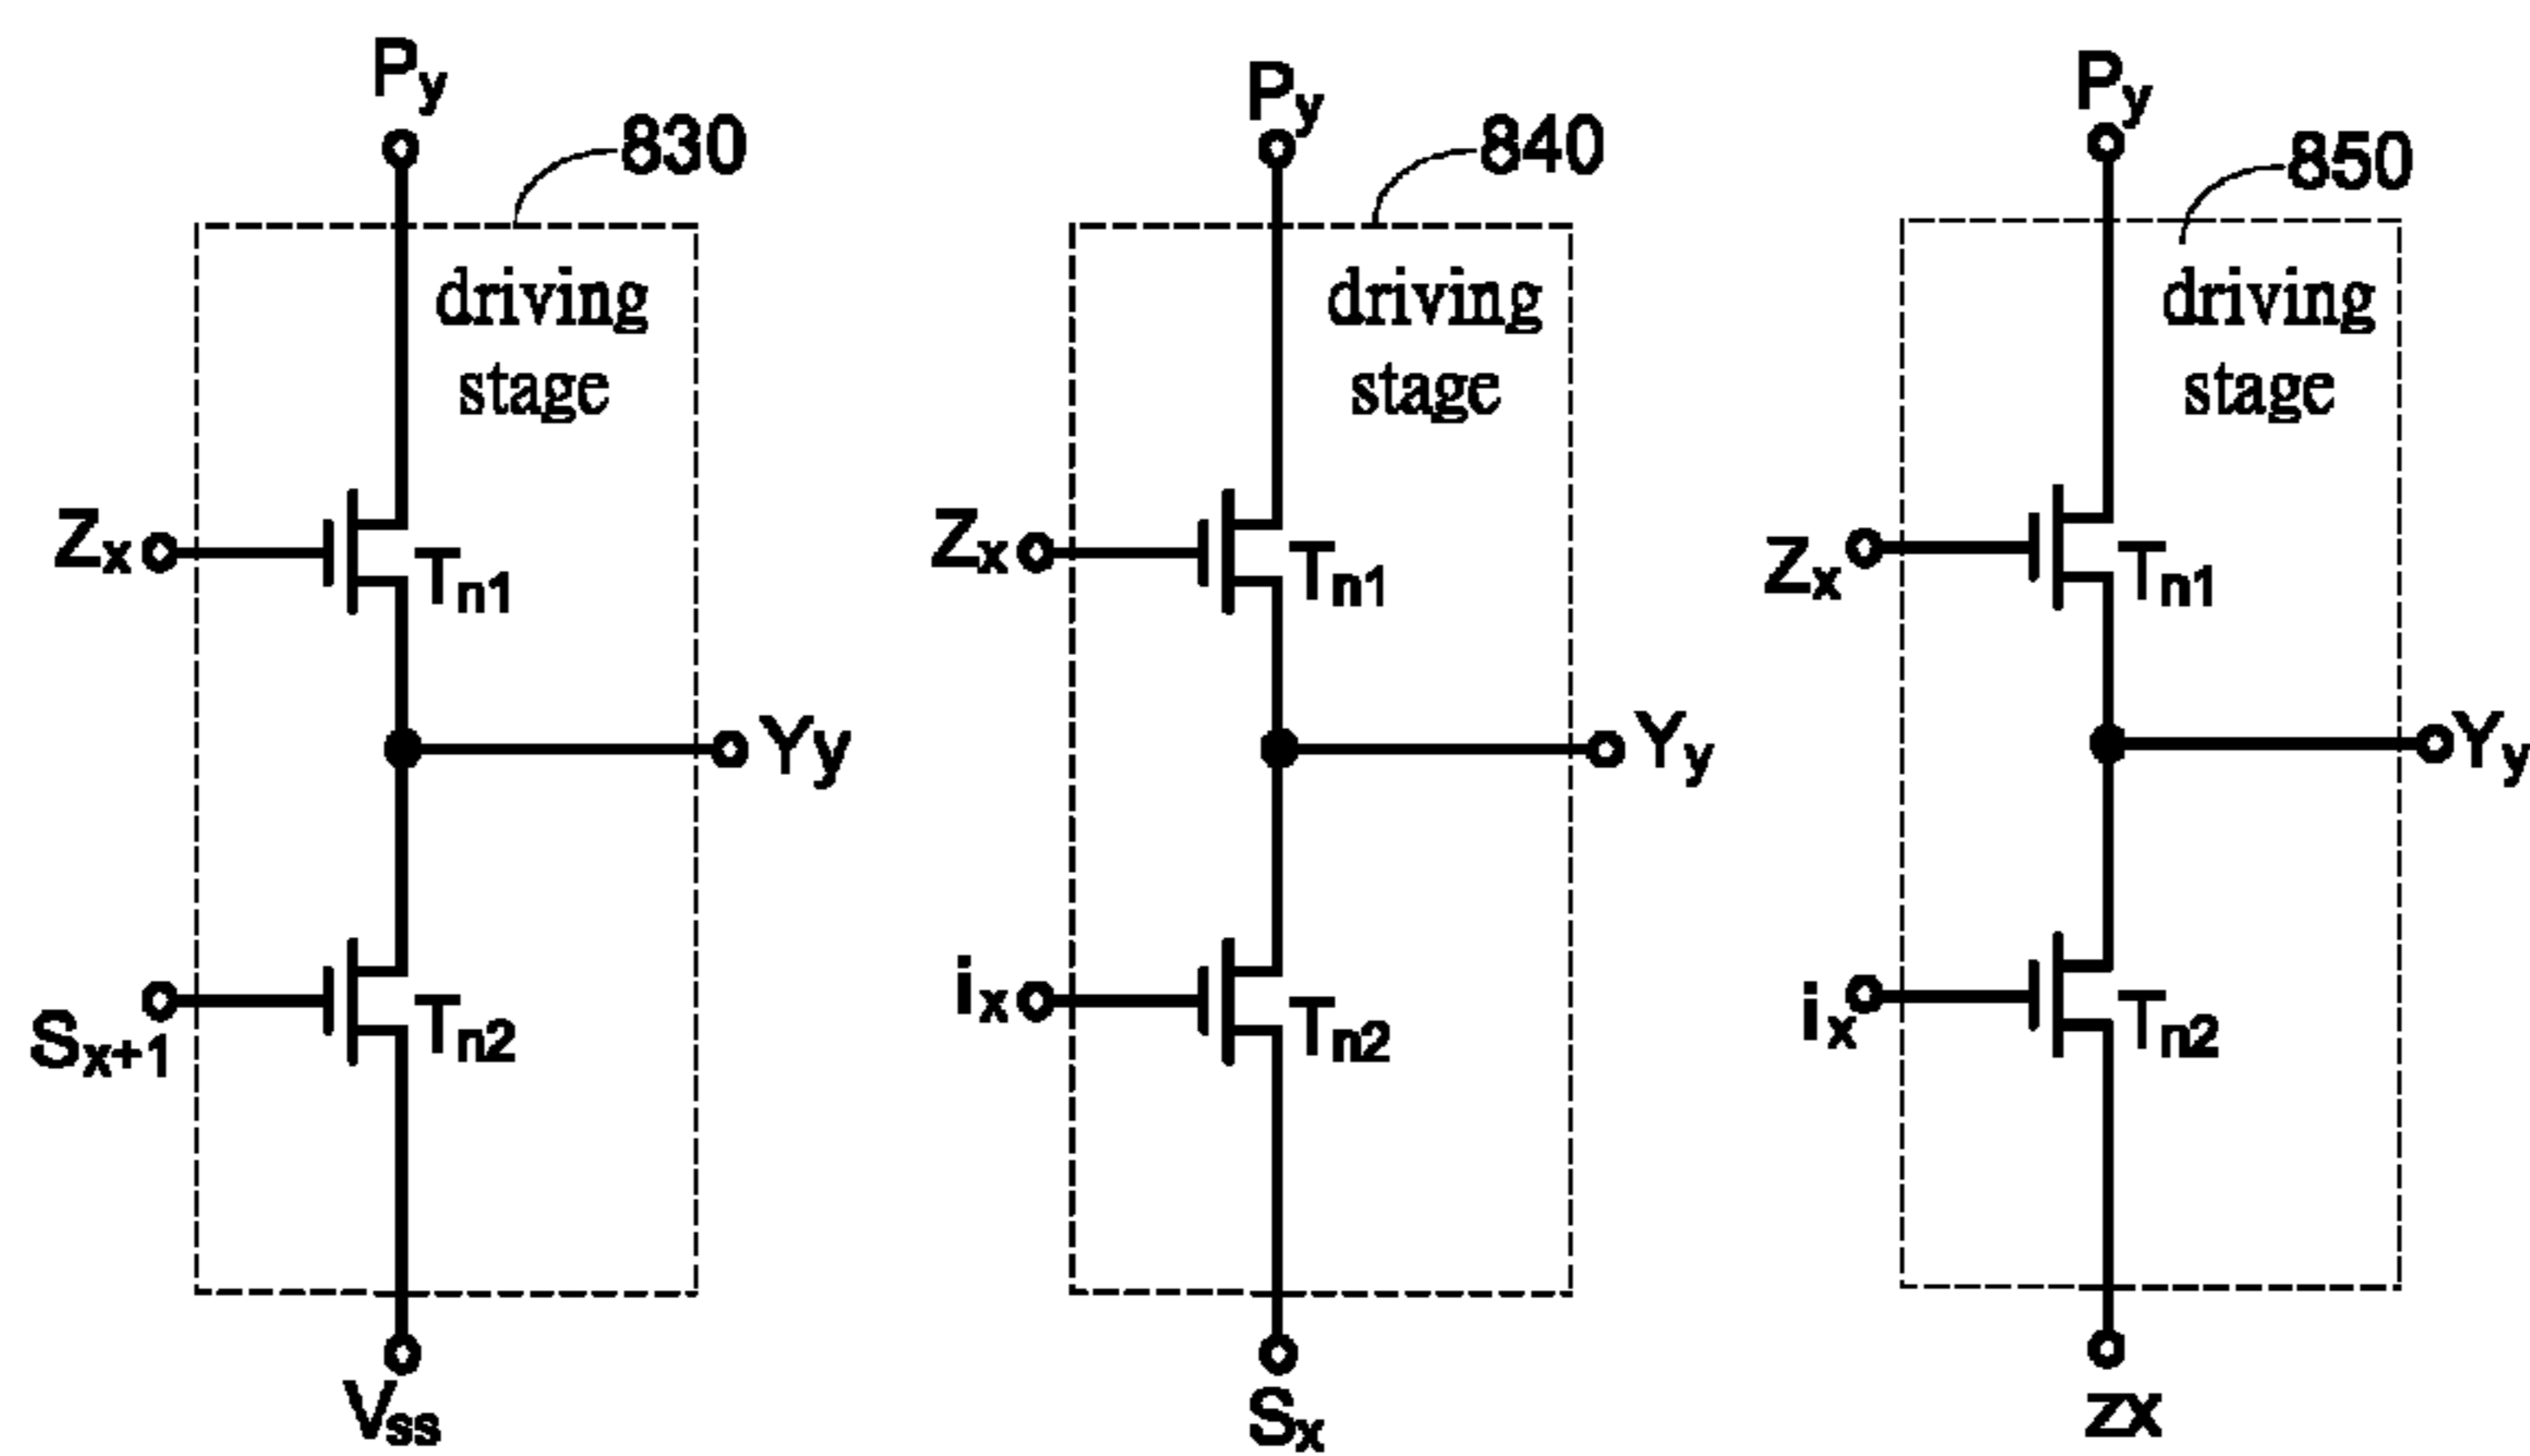 Py
830
driving
stage
Zx
Tn1
Yy
Sx+1
Tn2
Vss
Py
840
driving
stage
Zx
Tn1
Yy
ix
Tn2
Sx
Py
850
driving
stage
Zx
Tn1
Yy
ix
Tn2
zx